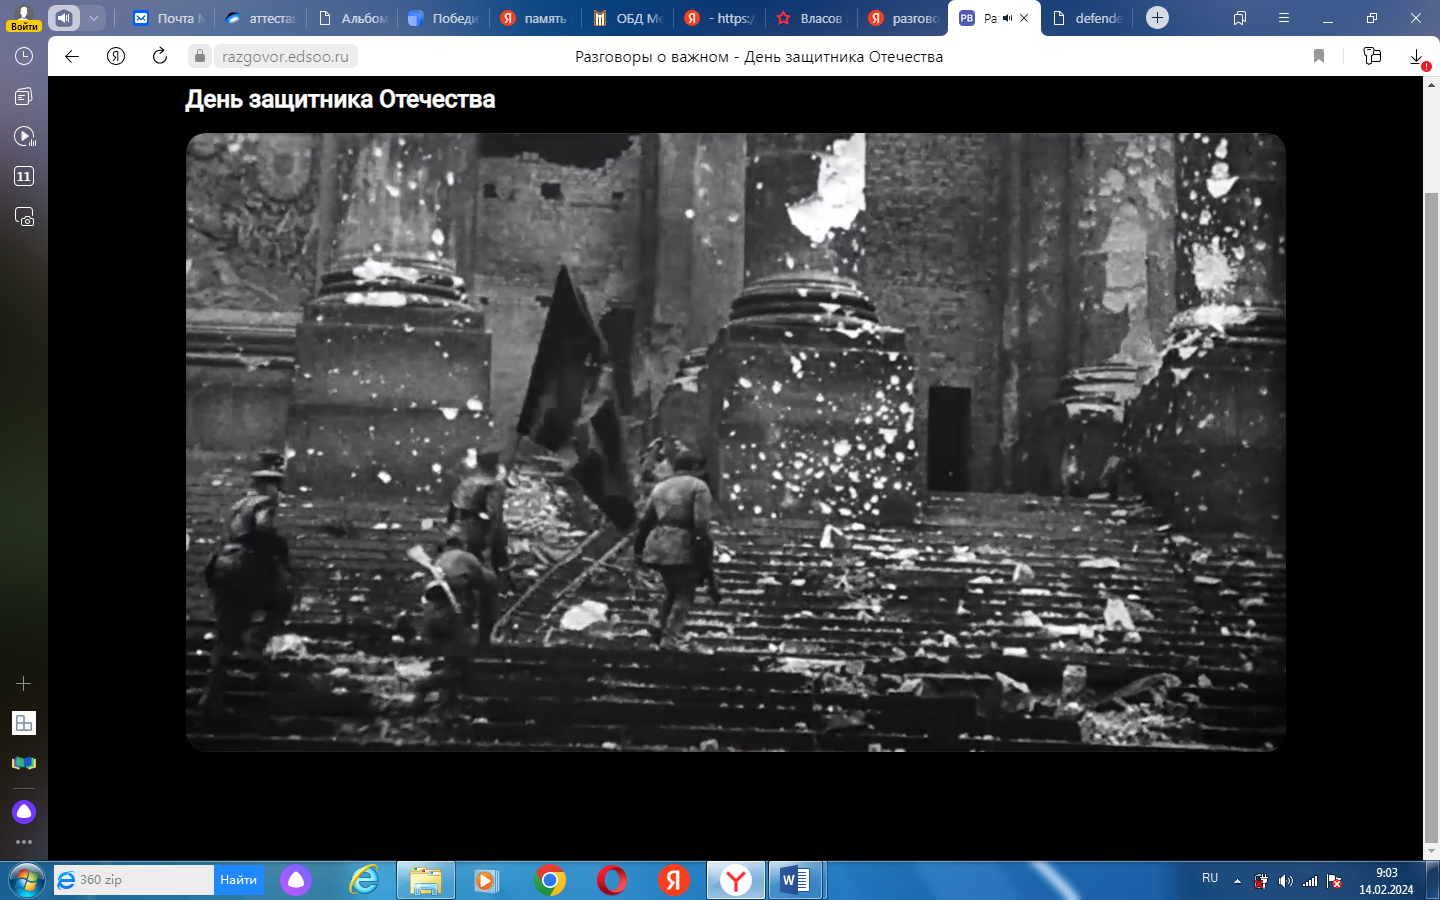 Войти
Почта М
аттеста
Альбом
Победи
память
ОБД Ме
- https:/
Власов
разгово
Ра
defende
razgovor.edsoo.ru
Разговоры о важном - День защитника Отечества
День защитника Отечества
11
360 zip
Найти
RU
9:03
14.02.2024